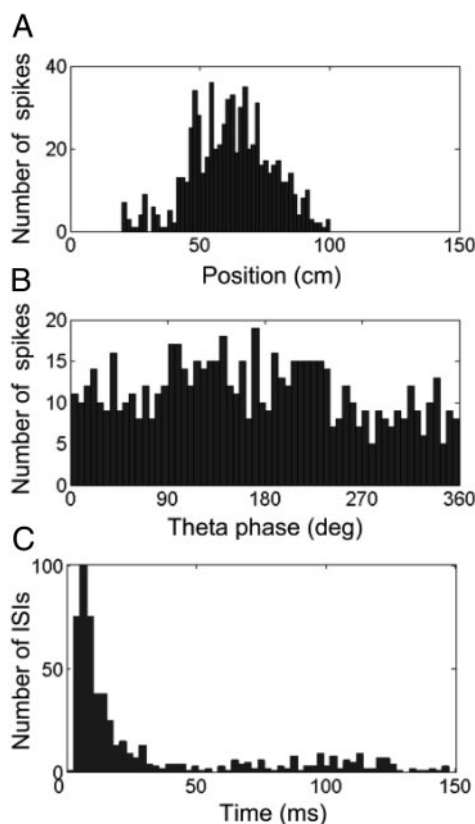 A
Number of spikes
40
20
0
0 50 100 150
Position (cm)
B
Number of spikes
20
15
10
5
0
0 90 180 270 360
Theta phase (deg)
C
Number of ISIs
100
50
0
0 50 100 150
Time (ms)